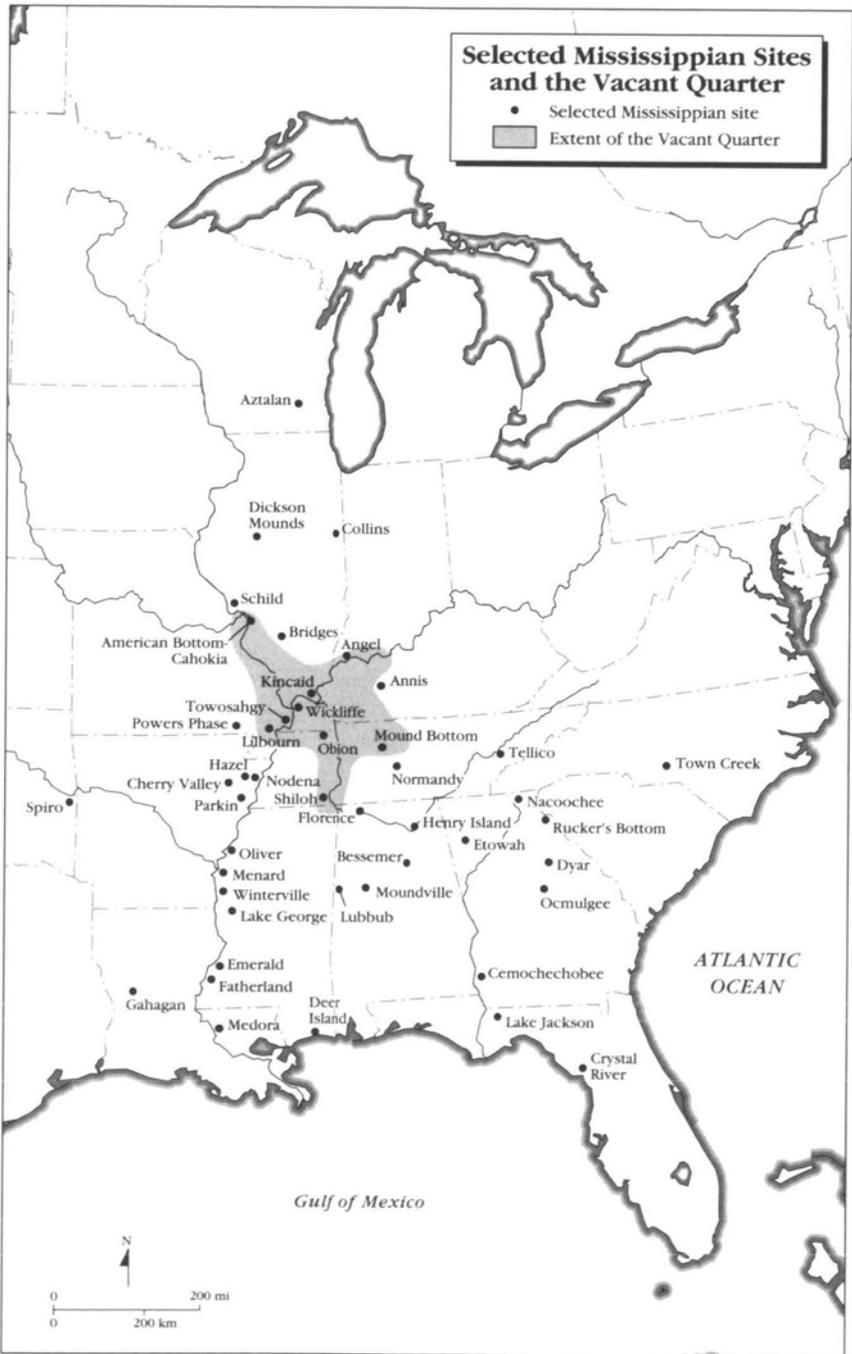 Selected Mississippian Sites
and the Vacant Quarter
Selected Mississippian site
Extent of the Vacant Quarter
Aztalan
Dickson
Mounds
Collins
Schild
American Bottom-
Cahokia
Bridges
Angel
Kincaid
Annis
Towosahgy
Wickliffe
Powers Phase
Lilbourn
Obion
Mound Bottom
Tellico
Town Creek
Hazel
Nodena
Normandy
Cherry Valley
Parkin
Shiloh
Spiro
Florence
Nacoochee
Henry Island
Rucker's Bottom
Etowah
Oliver
Bessemer
Dyar
Menard
Winterville
Moundville
Ocmulgee
Lubbub
Lake George
Emerald
Fatherland
Cemochechobee
ATLANTIC
OCEAN
Gahagan
Deer
Island
Medora
Lake Jackson
Crystal
River
Gulf of Mexico
N
0 200 mi
0 200 km